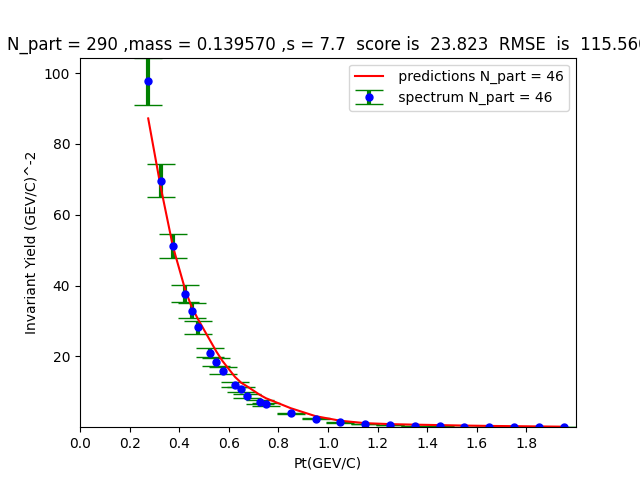 N_part = 290 ,mass = 0.139570 ,s = 7.7 score is 23.823 RMSE is 115.56
predictions N_part = 46
spectrum N_part = 46
Invariant Yield (GEV/C)^-2
100
80
60
40
20
0.0 0.2 0.4 0.6 0.8 1.0 1.2 1.4 1.6 1.8
Pt(GEV/C)